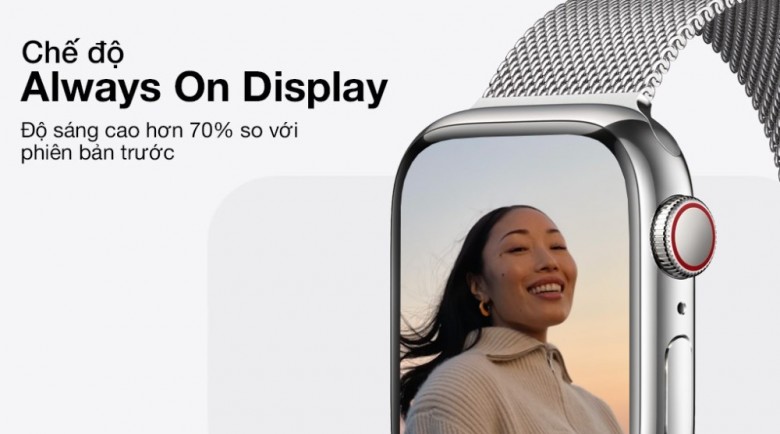 Chế độ
Always On Display
Độ sáng cao hơn 70% so với
phiên bản trước